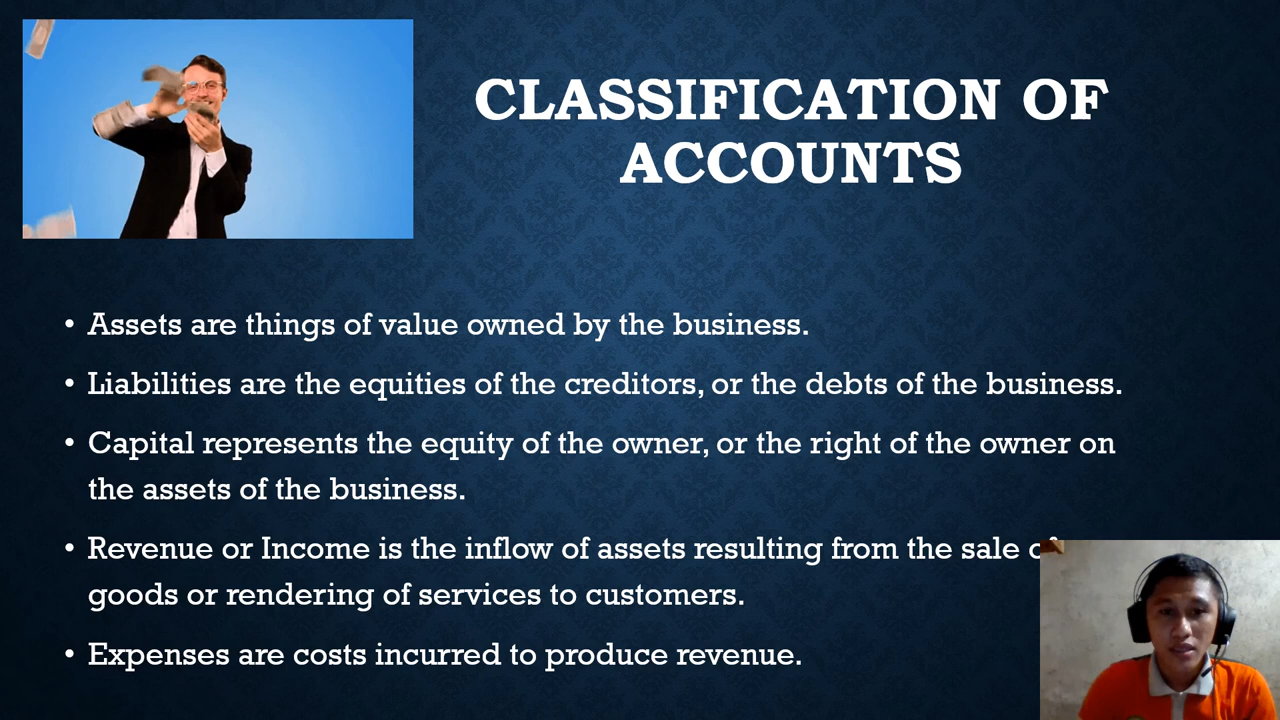 CLASSIFICATION OF
ACCOUNTS
• Assets are things of value owned by the business.
• Liabilities are the equities of the creditors, or the debts of the business.
• Capital represents the equity of the owner, or the right of the owner on
the assets of the business.
• Revenue or Income is the inflow of assets resulting from the sale of
goods or rendering of services to customers.
• Expenses are costs incurred to produce revenue.